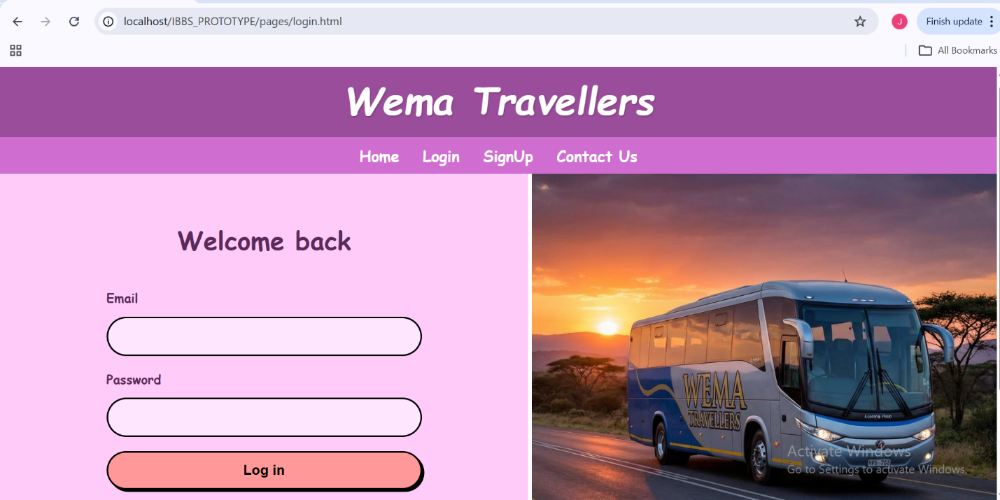 localhost/IBBS_PROTOTYPE/pages/login.html
J
Finish update
All Bookmarks
Wema Travellers
Home Login SignUp Contact Us
Welcome back
Email
Password
Log in
WEMA
TRAVELLERS
Activate Windows
Go to Settings to activate Windows.